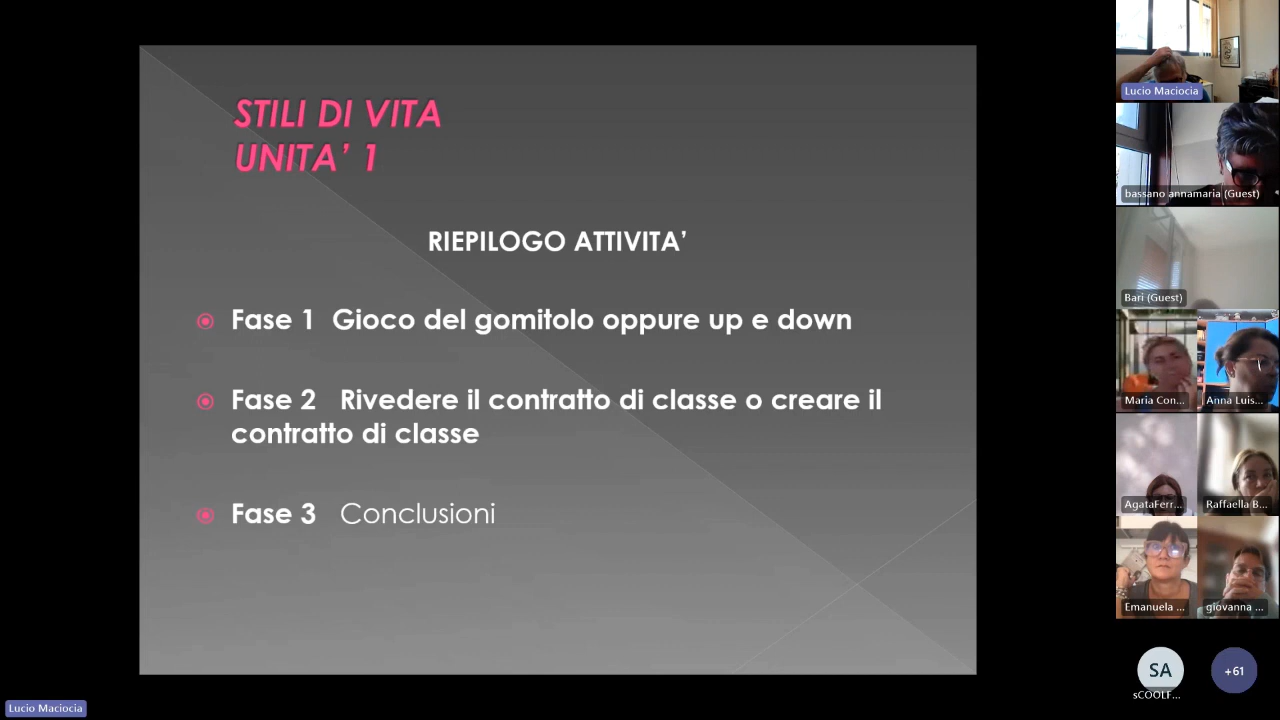 STILI DI VITA
UNITA’ 1
RIEPILOGO ATTIVITA’
Fase 1 Gioco del gomitolo oppure up e down
Fase 2 Rivedere il contratto di classe o creare il
contratto di classe
Fase 3 Conclusioni
Lucio Maciocia
bassano annamaria (Guest)
Bari (Guest)
Maria Con...
Anna Luis...
AgataFerr...
Raffaella B...
Emanuela ...
giovanna ...
SA
+61
sCOOLF...
Lucio Maciocia